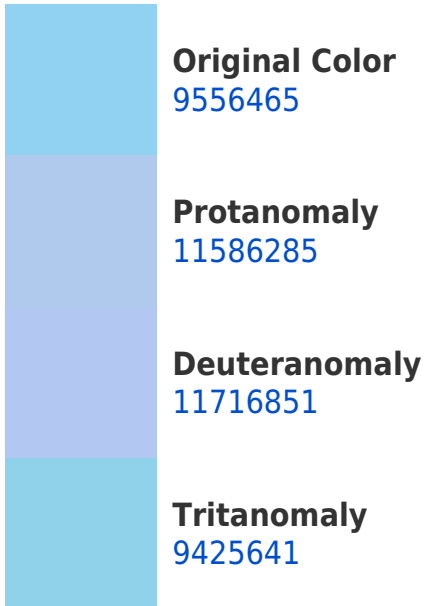 Original Color
9556465
Protanomaly
11586285
Deuteranomaly
11716851
Tritanomaly
9425641